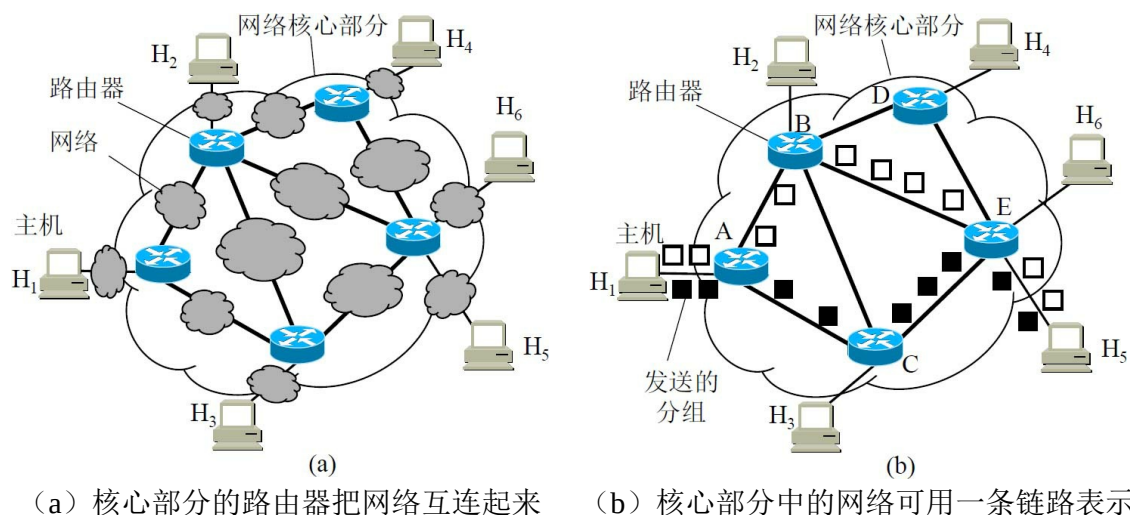 网络核心部分
H2
H4
路由器
H6
网络
主机
H1
H5
H3
(a)
(a)核心部分的路由器把网络互连起来
网络核心部分
H2
H4
路由器
D
B
H6
E
A
主机
H1
C
H5
发送的
分组
H3
(b)
(b)核心部分中的网络可用一条链路表示